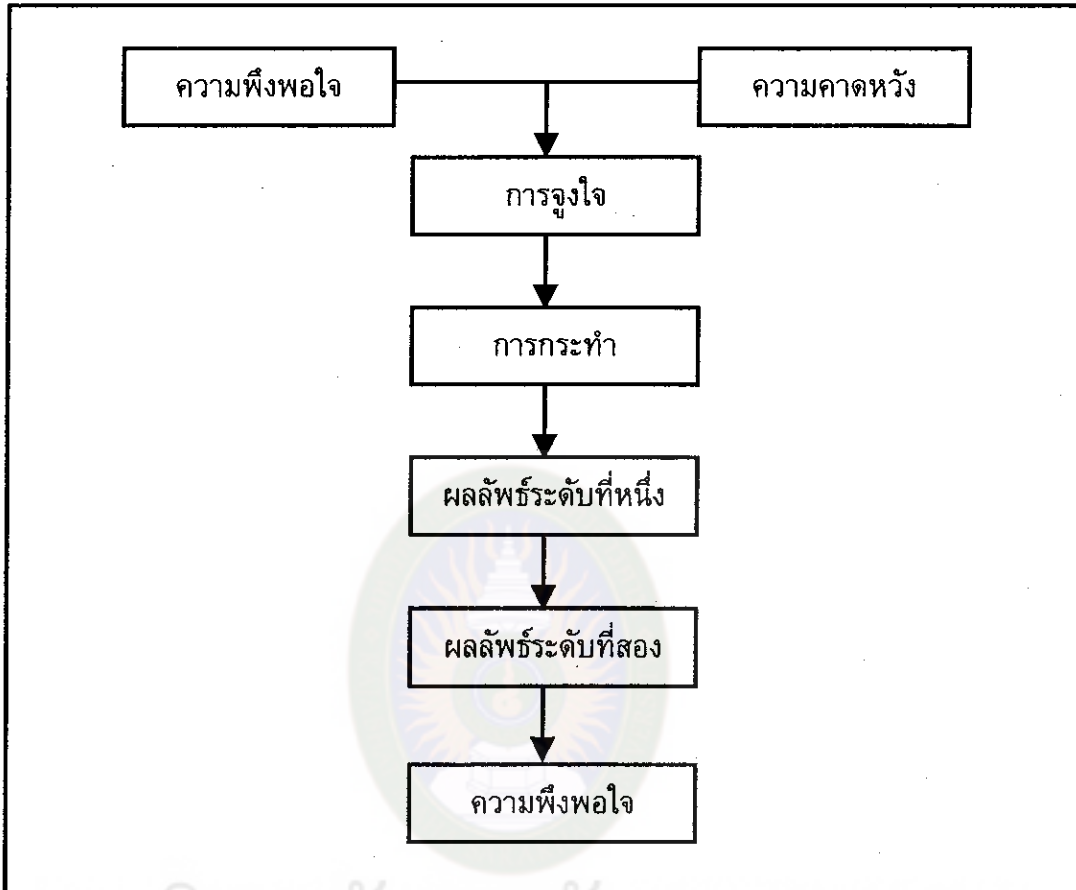 ความพึงพอใจ
ความคาดหวัง
การจูงใจ
การกระทำ
ผลลัพธ์ระดับที่หนึ่ง
ผลลัพธ์ระดับที่สอง
ความพึงพอใจ